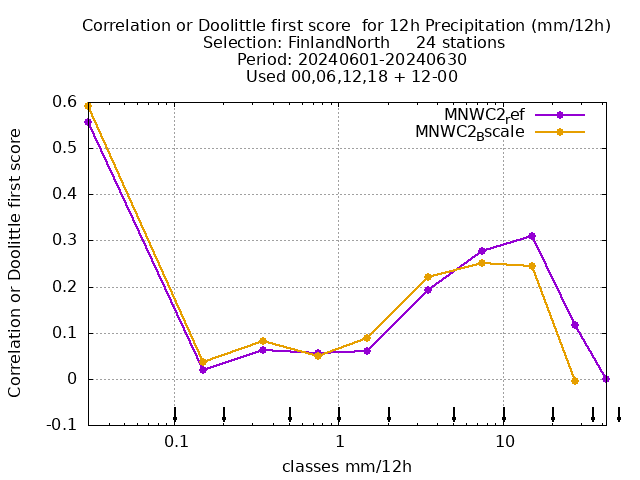 Correlation or Doolittle first score  for 12h Precipitation (mm/12h)
Selection: FinlandNorth     24 stations
Period: 20240601-20240630
Used 00,06,12,18 + 12-00
MNWC2ref
MNWC2Bscale
0.6
0.5
0.4
0.3
0.2
0.1
0
-0.1
Correlation or Doolittle first score
0.1
1
10
classes mm/12h